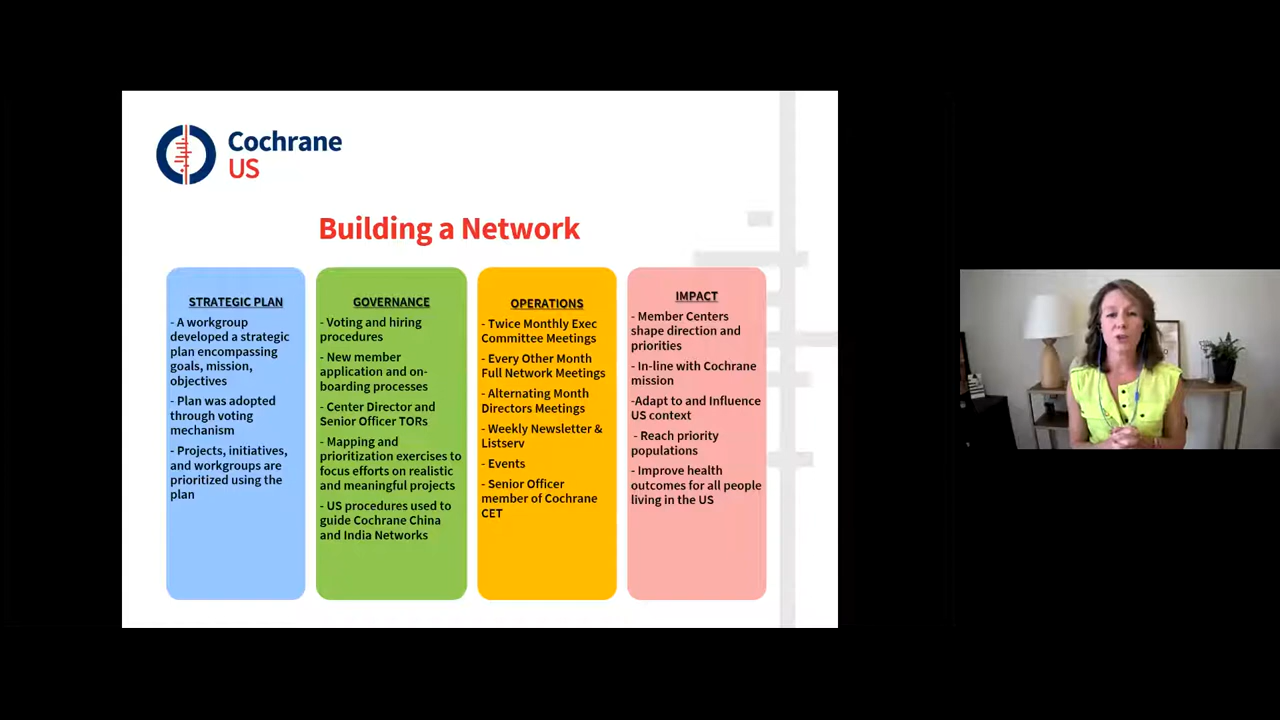 Cochrane
US
Building a Network
STRATEGIC PLAN
- A workgroup
developed a strategic
plan encompassing
goals, mission,
objectives
- Plan was adopted
through voting
mechanism
- Projects, initiatives,
and workgroups are
prioritized using the
plan
GOVERNANCE
- Voting and hiring
procedures
- New member
application and on-
boarding processes
- Center Director and
Senior Officer TORs
- Mapping and
prioritization exercises to
focus efforts on realistic
and meaningful projects
- US procedures used to
guide Cochrane China
and India Networks
OPERATIONS
- Twice Monthly Exec
Committee Meetings
- Every Other Month
Full Network Meetings
- Alternating Month
Directors Meetings
- Weekly Newsletter &
Listserv
- Events
- Senior Officer
member of Cochrane
CET
IMPACT
- Member Centers
shape direction and
priorities
- In-line with Cochrane
mission
-Adapt to and Influence
US context
- Reach priority
populations
- Improve health
outcomes for all people
living in the US